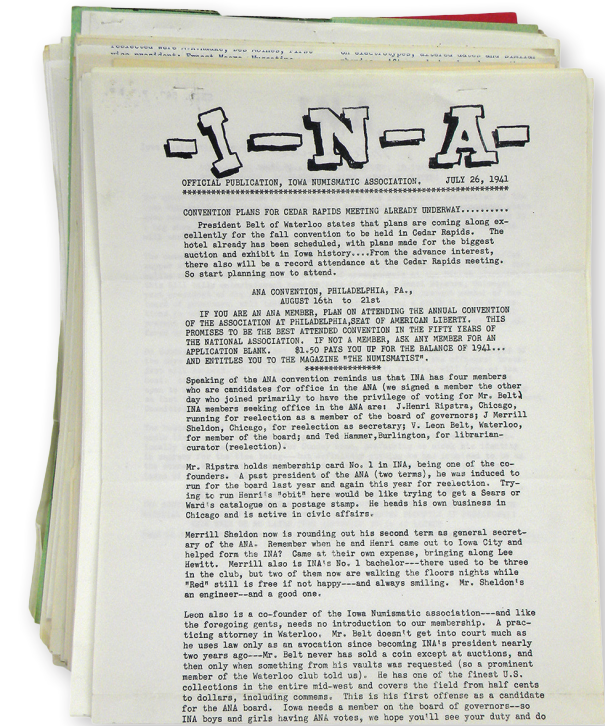 -I-N-A-
OFFICIAL PUBLICATION, IOWA NUMISMATIC ASSOCIATION. JULY 26, 1941
CONVENTION PLANS FOR CEDAR RAPIDS MEETING ALREADY UNDERWAY..........
President Belt of Waterloo states that plans are coming along ex-
cellently for the fall convention to be held in Cedar Rapids. The
hotel already has been scheduled, with plans made for the biggest
auction and exhibit in Iowa history....From the advance interest,
there also will be a record attendance at the Cedar Rapids meeting.
So start planning now to attend.
ANA CONVENTION, PHILADELPHIA, PA.,
AUGUST 16th to 21st
IF YOU ARE AN ANA MEMBER, PLAN ON ATTENDING THE ANNUAL CONVENTION
OF THE ASSOCIATION AT PHILADELPHIA,SEAT OF AMERICAN LIBERTY. THIS
PROMISES TO BE THE BEST ATTENDED CONVENTION IN THE FIFTY YEARS OF
THE NATIONAL ASSOCIATION. IF NOT A MEMBER, ASK ANY MEMBER FOR AN
APPLICATION BLANK. $1.50 PAYS YOU UP FOR THE BALANCE OF 1941...
AND ENTITLES YOU TO THE MAGAZINE "THE NUMISMATIST".
****************
Speaking of the ANA convention reminds us that INA has four members
who are candidates for office in the ANA (we signed a member the other
day who joined primarily to have the privilege of voting for Mr. Belt)
INA members seeking office in the ANA are: J.Henri Ripstra, Chicago,
running for reelection as a member of the board of governors; J Merrill
Sheldon, Chicago, for reelection as secretary; V. Leon Belt, Waterloo,
for member of the board; and Ted Hammer,Burlington, for librarian-
curator (reelection).
Mr. Ripstra holds membership card No. 1 in INA, being one of the co-
founders. A past president of the ANA (two terms), he was induced to
run for the board last year and again this year for reelection. Try-
ing to run Henri's "obit" here would be like trying to get a Sears or
Ward's catalogue on a postage stamp. He heads his own business in
Chicago and is active in civic affairs.
Merrill Sheldon now is rounding out his second term as general secret-
ary of the ANA. Remember when he and Henri came out to Iowa City and
helped form the INA? Came at their own expense, bringing along Lee
Hewitt. Merrill also is INA's No. 1 bachelor---there used to be three
in the club, but two of them now are walking the floors nights while
"Red" still is free if not happy---and always smiling. Mr. Sheldon's
an engineer--and a good one.
Leon also is a co-founder of the Iowa Numismatic association---and like
the foregoing gents, needs no introduction to our membership. A prac-
ticing attorney in Waterloo. Mr. Belt doesn't get into court much as
he uses law only as an avocation since becoming INA's president nearly
two years ago---Mr. Belt never has sold a coin except at auctions, and
then only when something from his vaults was requested (so a prominent
member of the Waterloo club told us). He has one of the finest U.S.
collections in the entire mid-west and covers the field from half cents
to dollars, including commems. This is his first offense as a candidate
for the ANA board. Iowa needs a member on the board of governors--so
INA boys and girls having ANA votes, we hope you'll see your duty and do